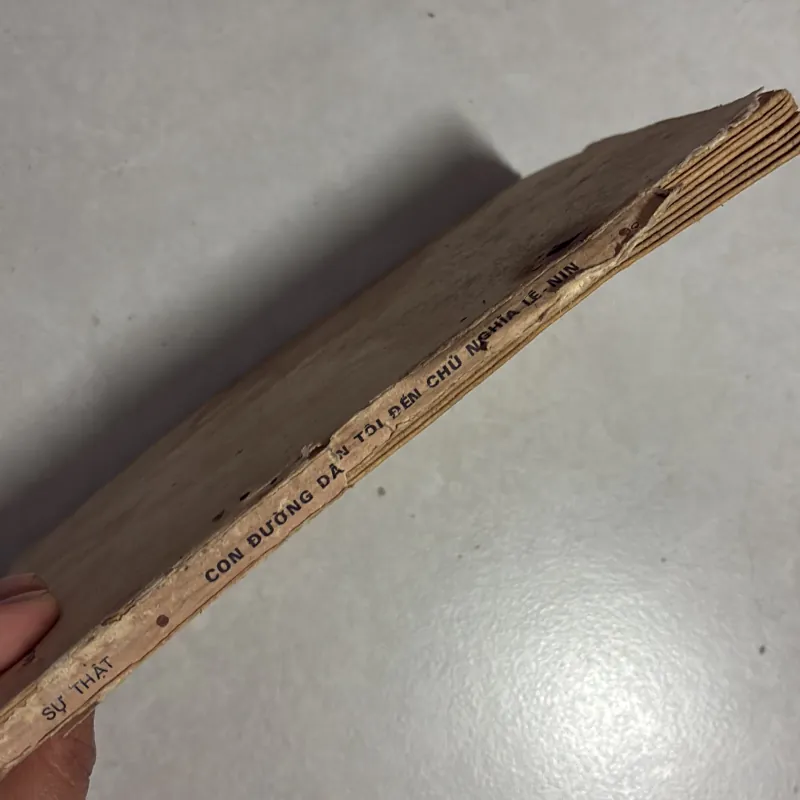 SỰ THẬT
CON ĐƯỜNG DẪN TÔI ĐẾN CHỦ NGHĨA LÊ-NIN